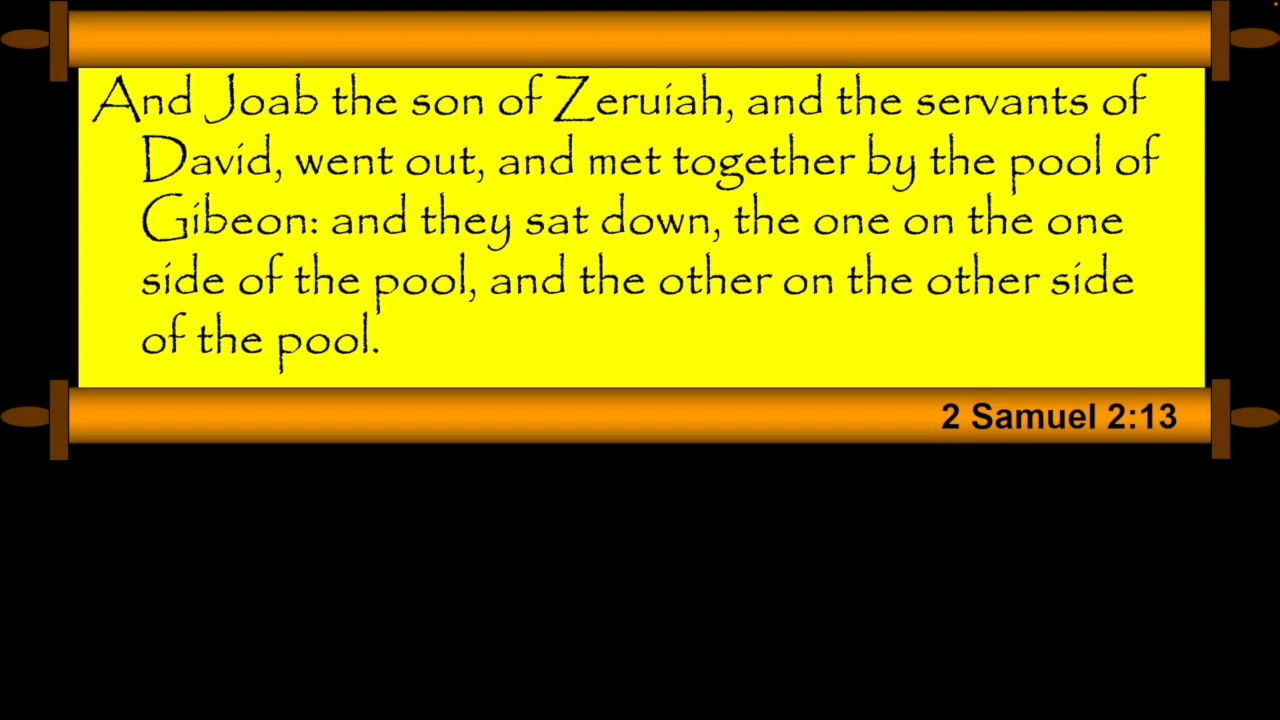 And Joab the son of Zeruiah, and the servants of
David, went out, and met together by the pool of
Gibeon: and they sat down, the one on the one
side of the pool, and the other on the other side
of the pool.
2 Samuel 2:13